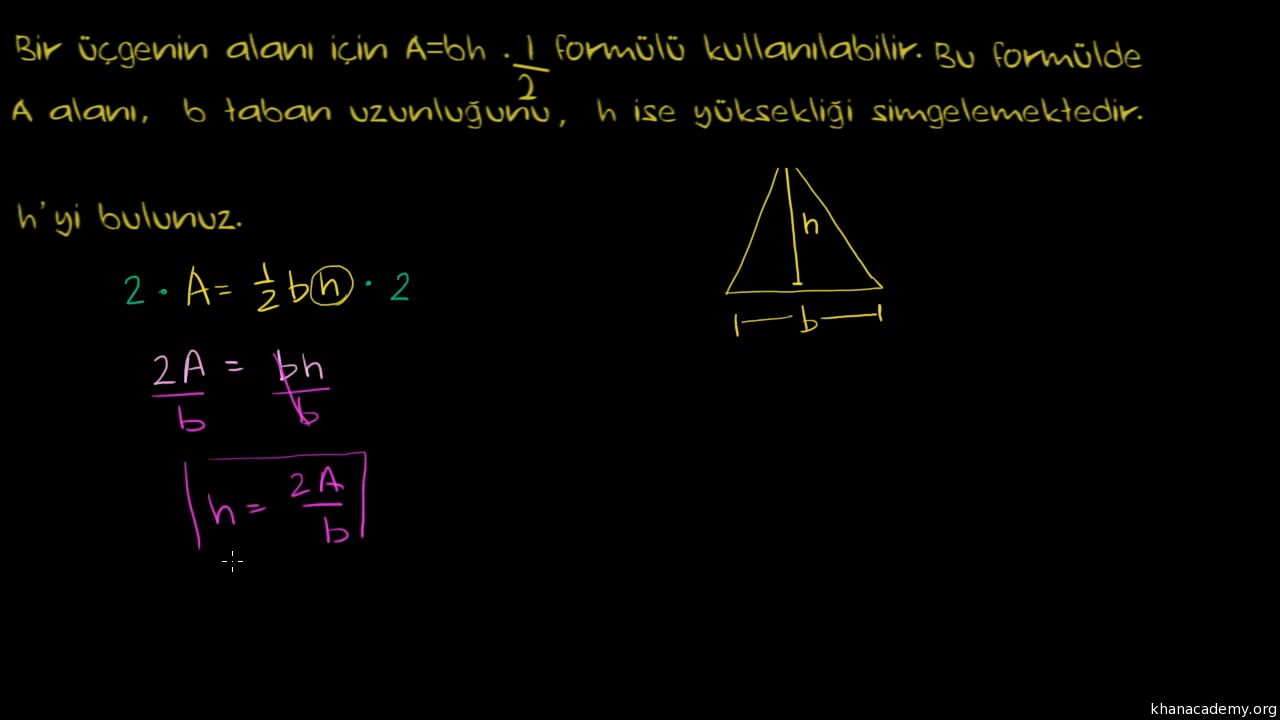 Bir üçgenin alanı için A=bh · 1/2 formülü kullanılabilir. Bu formülde
A alanı, b taban uzunluğunu, h ise yüksekliği simgelemektedir.
h'yi bulunuz.
h
b
2 · A = 1/2 bh · 2
2A/b = bh/b
h = 2A/b
khanacademy.org